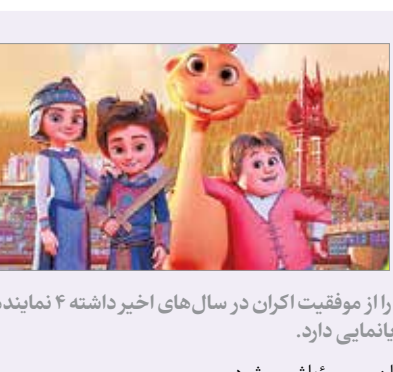 را از موفقیت اکران در سال‌های اخیر داشته ۴ نماینده
یانمایی دارد.